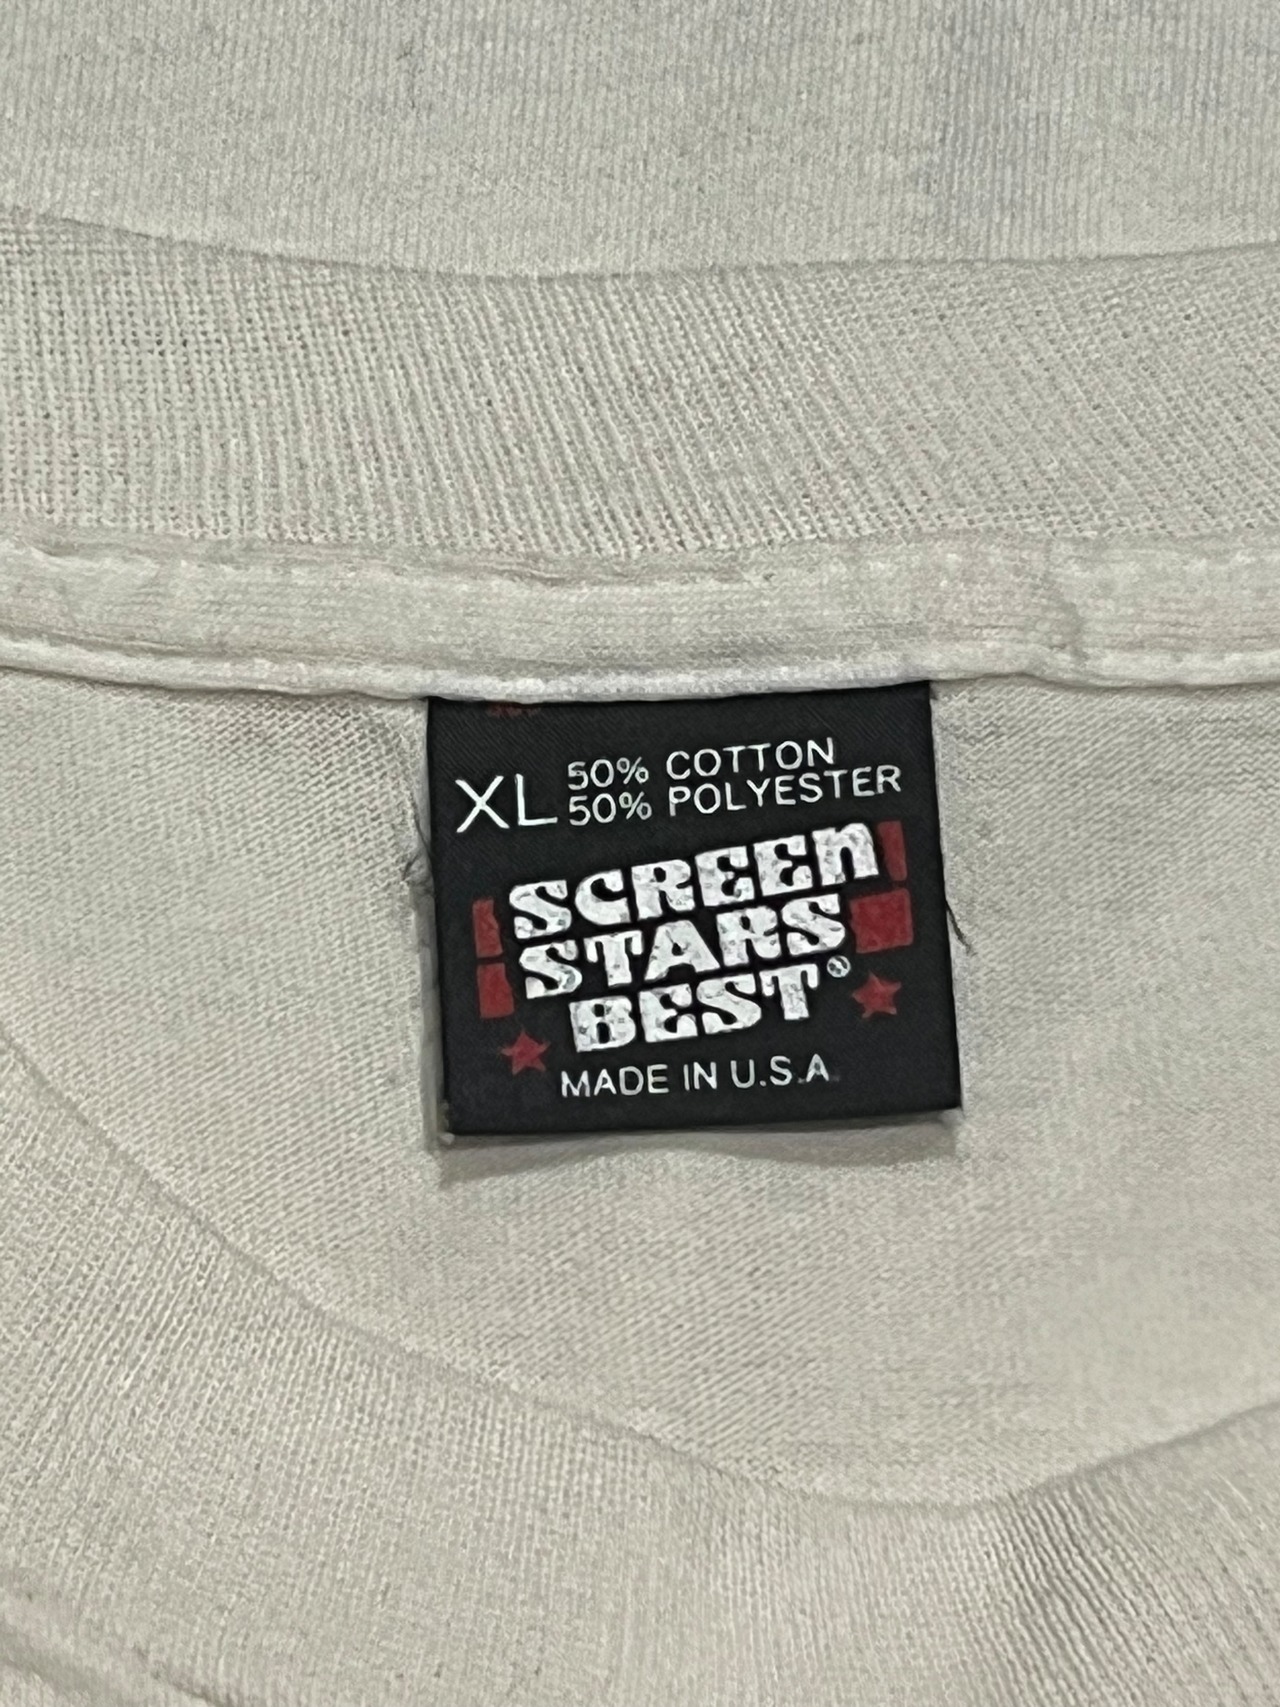 XL 50% COTTON
50% POLYESTER
SCREEN
STARS
BEST®
MADE IN U.S.A.